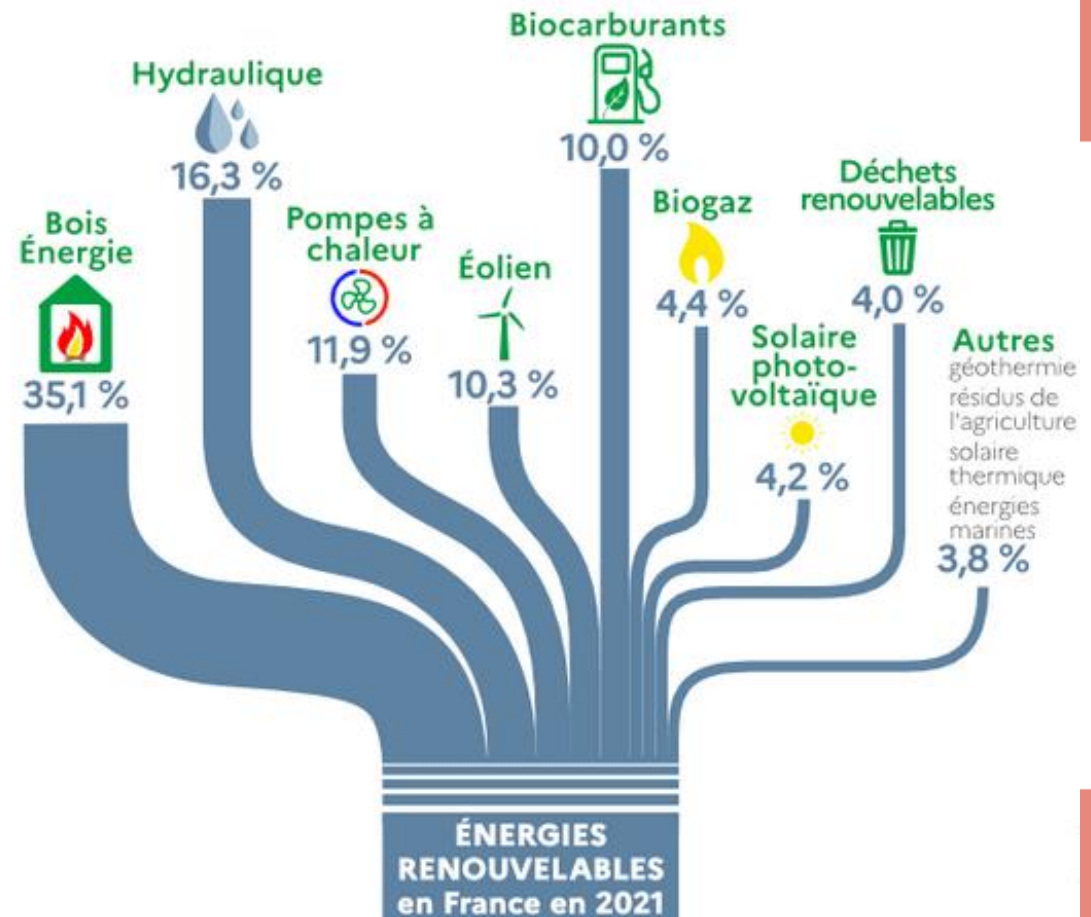 Biocarburants
10,0 %
Hydraulique
16,3 %
Bois
Énergie
35,1 %
Pompes à
chaleur
11,9 %
Éolien
10,3 %
Biogaz
4,4 %
Déchets
renouvelables
4,0 %
Solaire
photo-
voltaïque
4,2 %
Autres
géothermie
résidus de
l'agriculture
solaire
thermique
énergies
marines
3,8 %
ÉNERGIES
RENOUVELABLES
en France en 2021